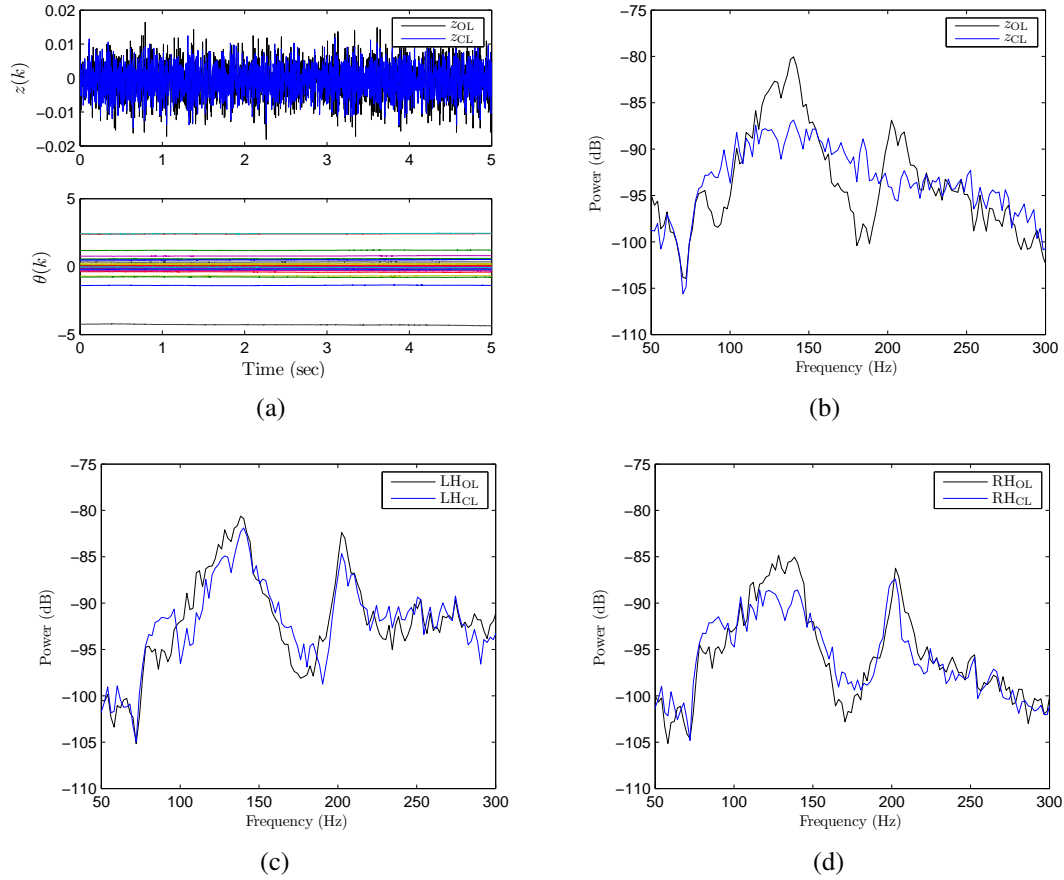 0.02
0.01
0
−0.01
−0.02
z(k)
z_OL
z_CL
0 1 2 3 4 5
5
0
−5
θ(k)
0 1 2 3 4 5
Time (sec)
(a)
−75
−80
−85
−90
−95
−100
−105
−110
Power (dB)
z_OL
z_CL
50 100 150 200 250 300
Frequency (Hz)
(b)
−75
−80
−85
−90
−95
−100
−105
−110
Power (dB)
LH_OL
LH_CL
50 100 150 200 250 300
Frequency (Hz)
(c)
−75
−80
−85
−90
−95
−100
−105
−110
Power (dB)
RH_OL
RH_CL
50 100 150 200 250 300
Frequency (Hz)
(d)